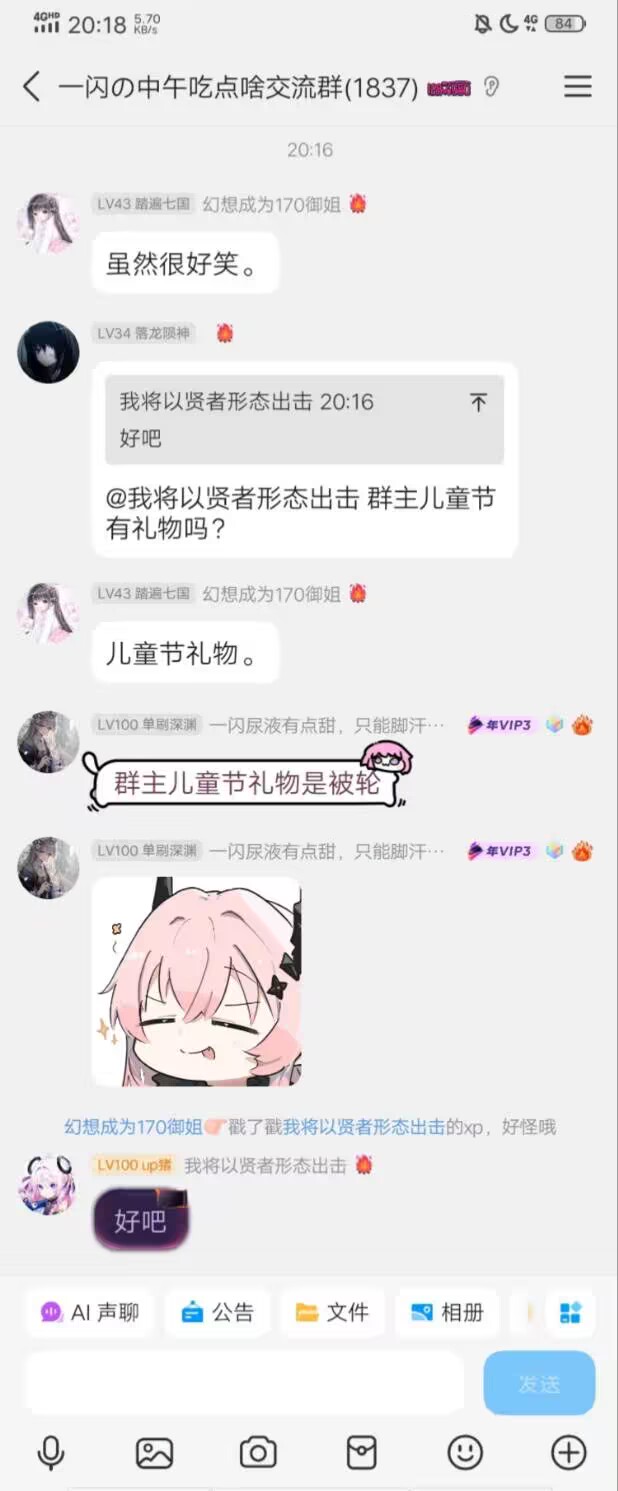 4GHD 20:18 5.70 KB/s 4G 84
一闪の中午吃点啥交流群(1837)
20:16
LV43 踏遍七国 幻想成为170御姐
虽然很好笑。
LV34 落龙陨神
我将以贤者形态出击 20:16
好吧
@我将以贤者形态出击 群主儿童节
有礼物吗？
LV43 踏遍七国 幻想成为170御姐
儿童节礼物。
LV100 单刷深渊 一闪尿液有点甜，只能脚汗… 年VIP3
群主儿童节礼物是被轮
LV100 单刷深渊 一闪尿液有点甜，只能脚汗… 年VIP3
幻想成为170御姐戳了戳我将以贤者形态出击的xp，好怪哦
LV100 up猪 我将以贤者形态出击
好吧
AI 声聊 公告 文件 相册
发送